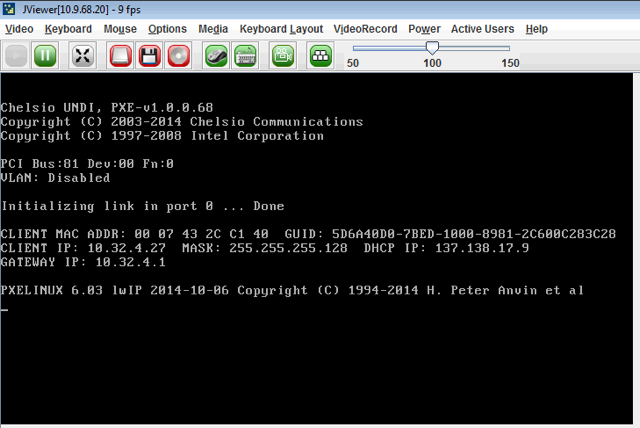 JViewer[10.9.68.20] - 9 fps
Video Keyboard Mouse Options Media Keyboard Layout VideoRecord Power Active Users Help
50 100 150
Chelsio UNDI, PXE-v1.0.0.68
Copyright (C) 2003-2014 Chelsio Communications
Copyright (C) 1997-2008 Intel Corporation
PCI Bus:81 Dev:00 Fn:0
VLAN: Disabled
Initializing link in port 0 ... Done
CLIENT MAC ADDR: 00 07 43 2C C1 40 GUID: 5D6A40D0-7BED-1000-8981-2C600C283C28
CLIENT IP: 10.32.4.27 MASK: 255.255.255.128 DHCP IP: 137.138.17.9
GATEWAY IP: 10.32.4.1
PXELINUX 6.03 lwIP 2014-10-06 Copyright (C) 1994-2014 H. Peter Anvin et al